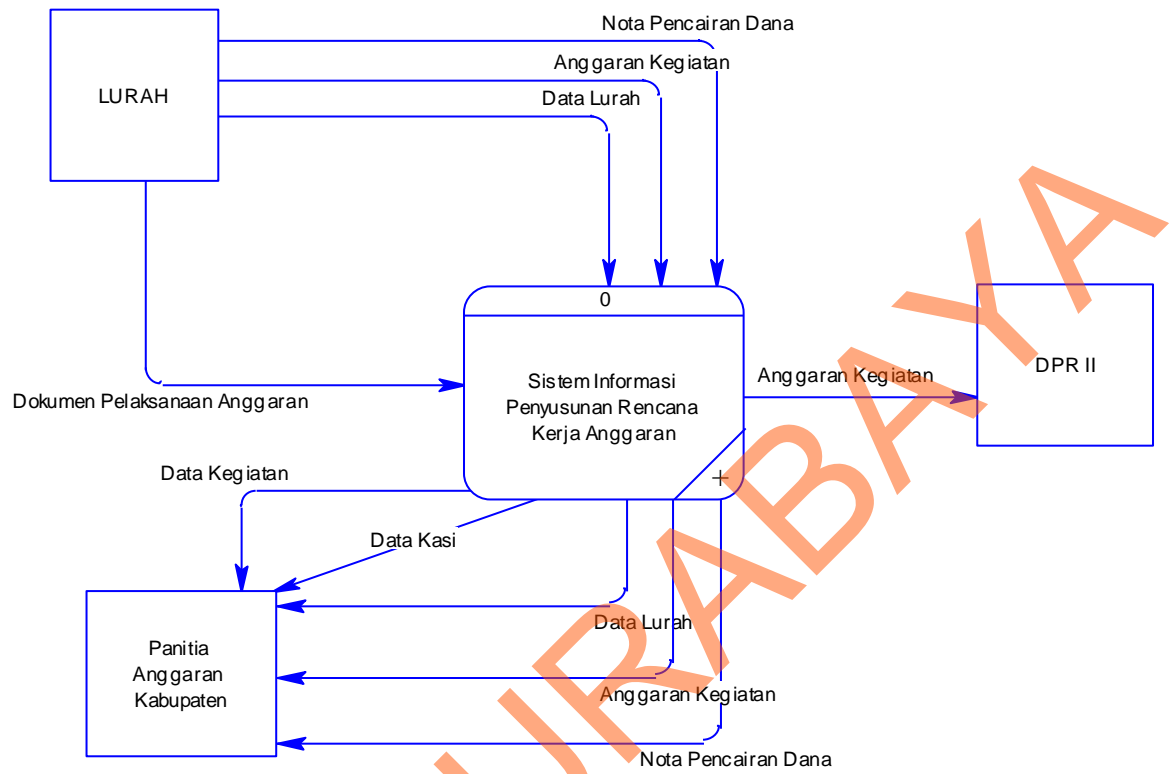 Nota Pencairan Dana
Anggaran Kegiatan
Data Lurah
LURAH
0
Sistem Informasi
Penyusunan Rencana
Kerja Anggaran
Anggaran Kegiatan
DPR II
Dokumen Pelaksanaan Anggaran
Data Kegiatan
Data Kasi
Data Lurah
Panitia
Anggaran
Kabupaten
Anggaran Kegiatan
Nota Pencairan Dana
URABAYA